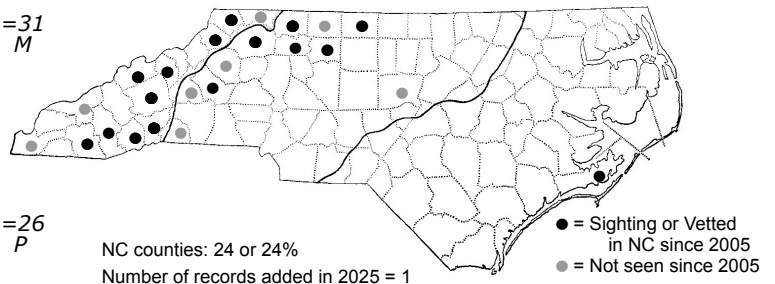 =31
M
=26
P
NC counties: 24 or 24%
Number of records added in 2025 = 1
= Sighting or Vetted
in NC since 2005
= Not seen since 2005